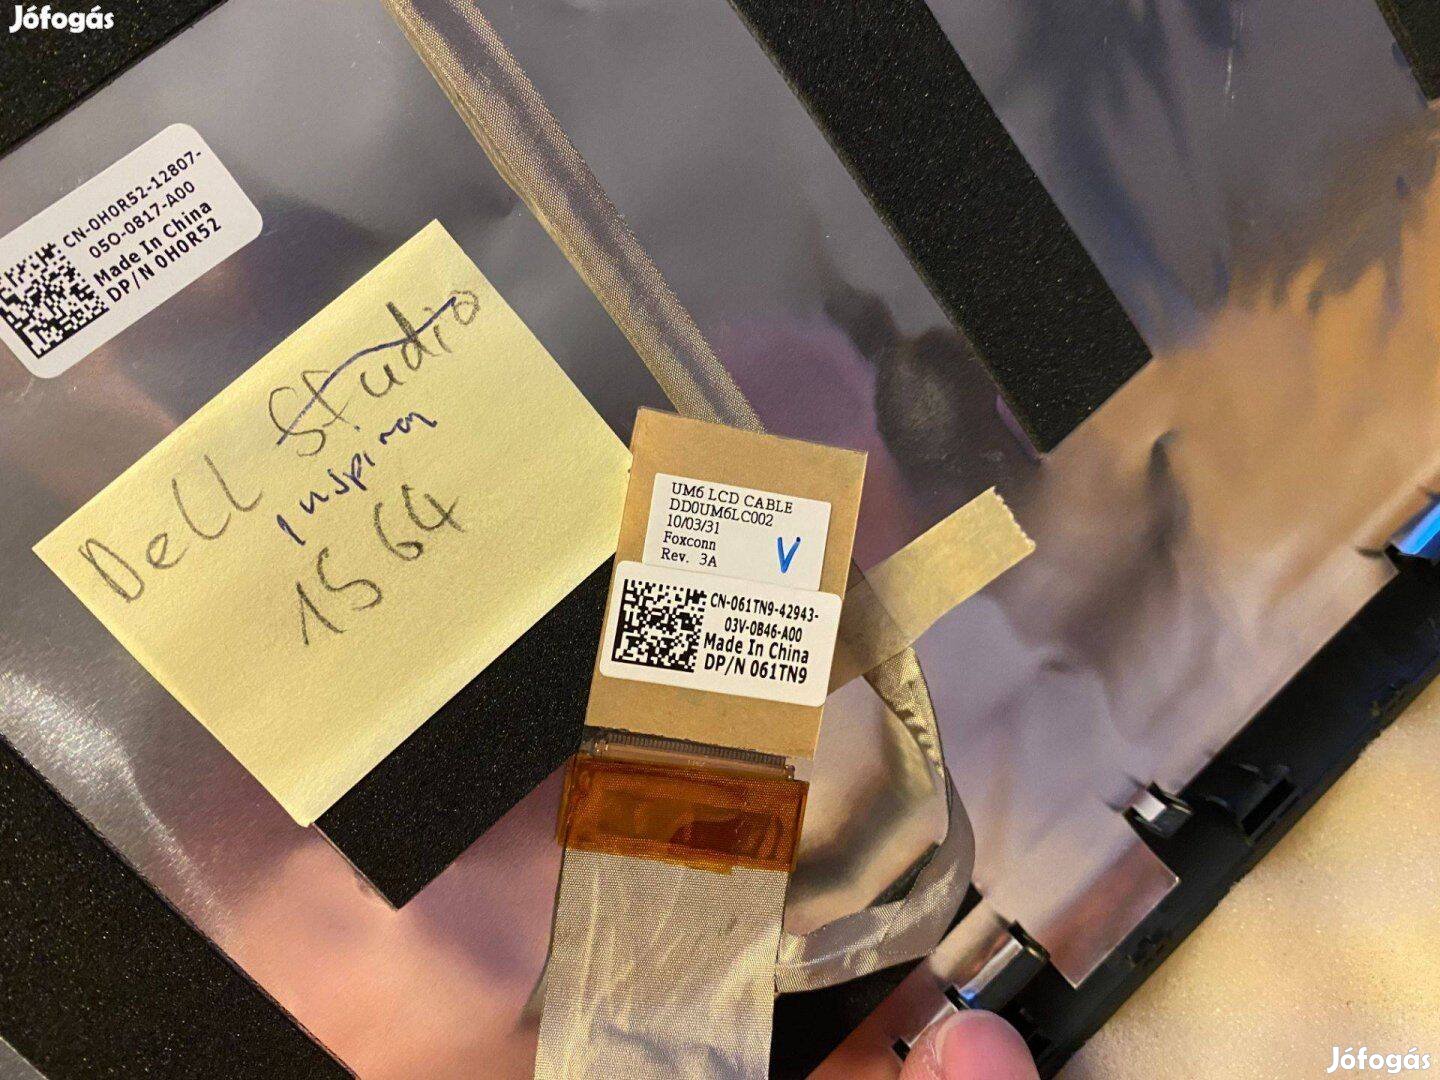 Jófogás
CN-0H0R52-12807-
05O-0817-A00
Made In China
DP/N 0H0R52
Dell Studio
inspiron
1564
UM6 LCD CABLE
DD0UM6LC002
10/03/31
Foxconn
Rev. 3A
V
CN-061TN9-42943-
03V-0B46-A00
Made In China
DP/N 061TN9
Jófogás